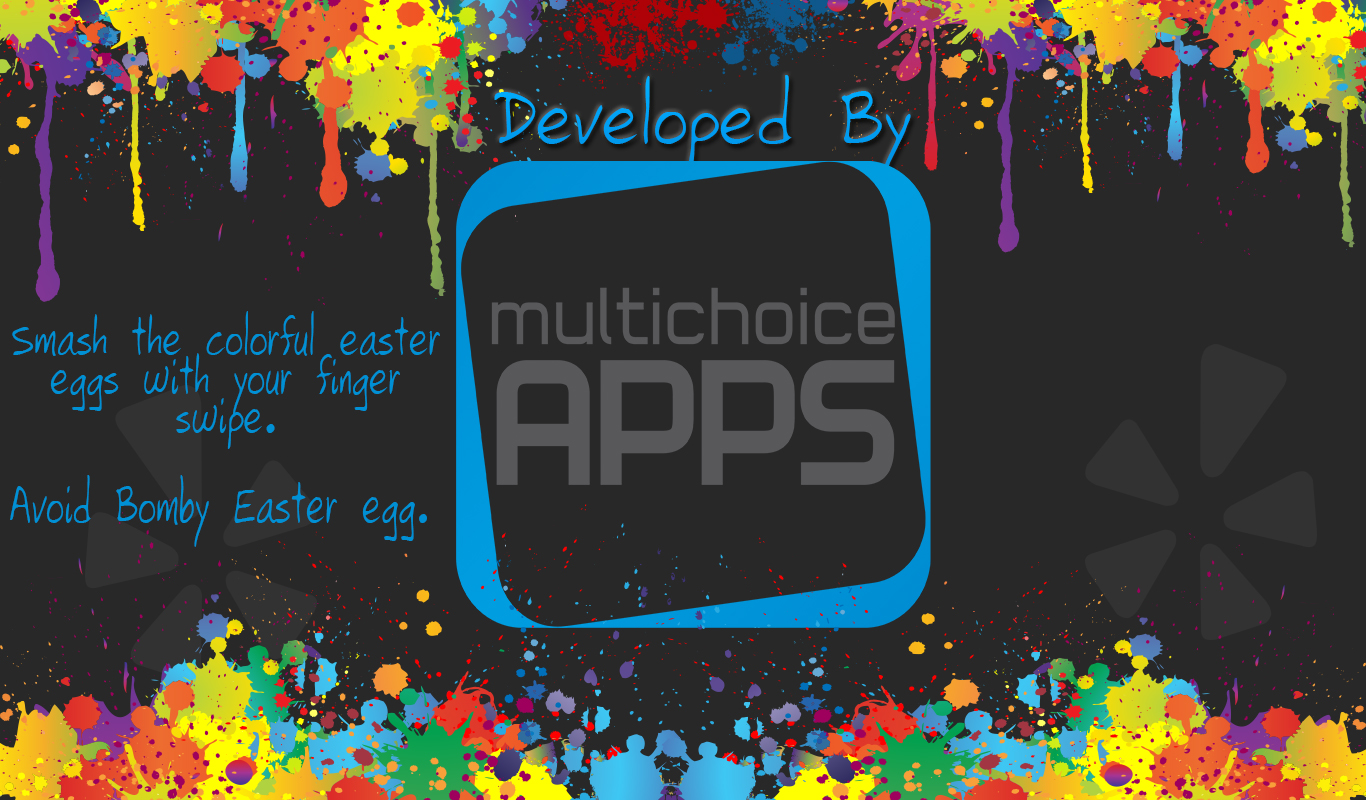 Developed By
multichoice
APPS
Smash the colorful easter
eggs with your finger
swipe.
Avoid Bomby Easter egg.